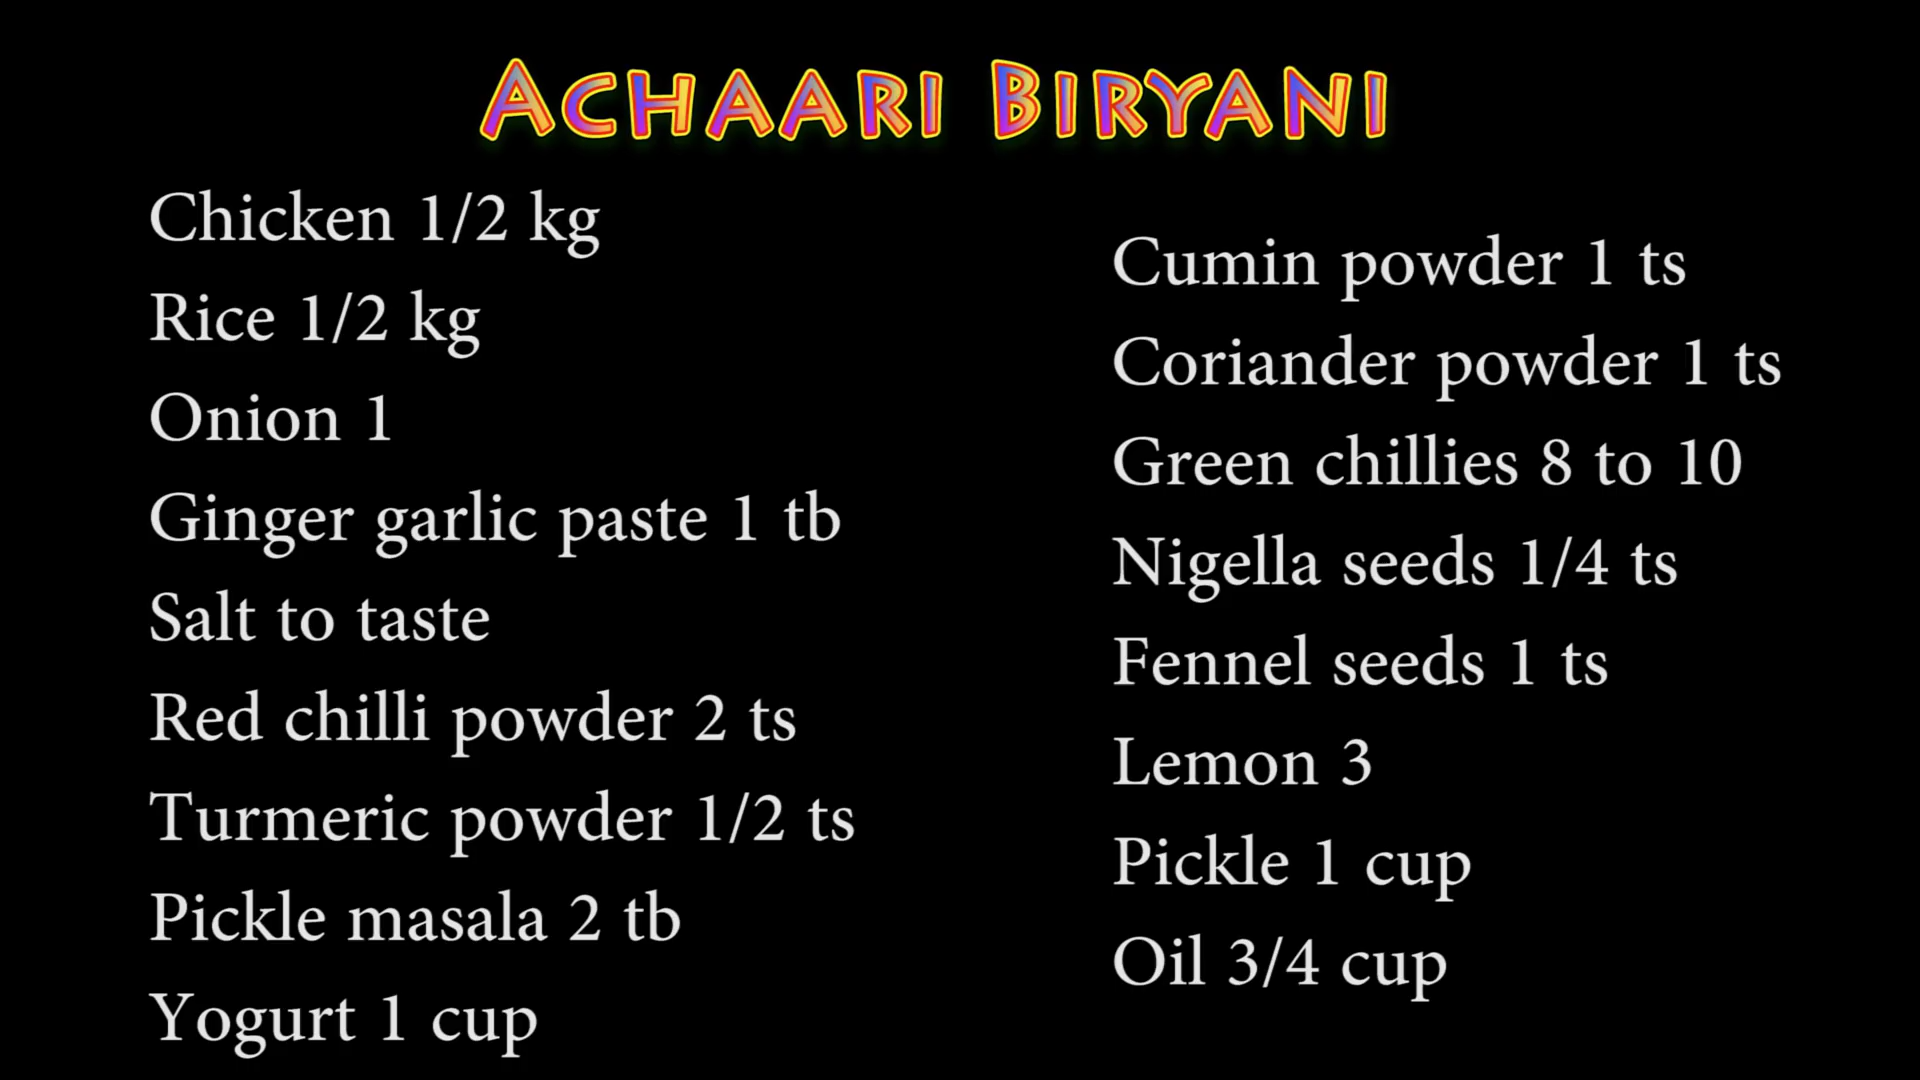 ACHAARI BIRYANI
Chicken 1/2 kg
Rice 1/2 kg
Onion 1
Ginger garlic paste 1 tb
Salt to taste
Red chilli powder 2 ts
Turmeric powder 1/2 ts
Pickle masala 2 tb
Yogurt 1 cup
Cumin powder 1 ts
Coriander powder 1 ts
Green chillies 8 to 10
Nigella seeds 1/4 ts
Fennel seeds 1 ts
Lemon 3
Pickle 1 cup
Oil 3/4 cup